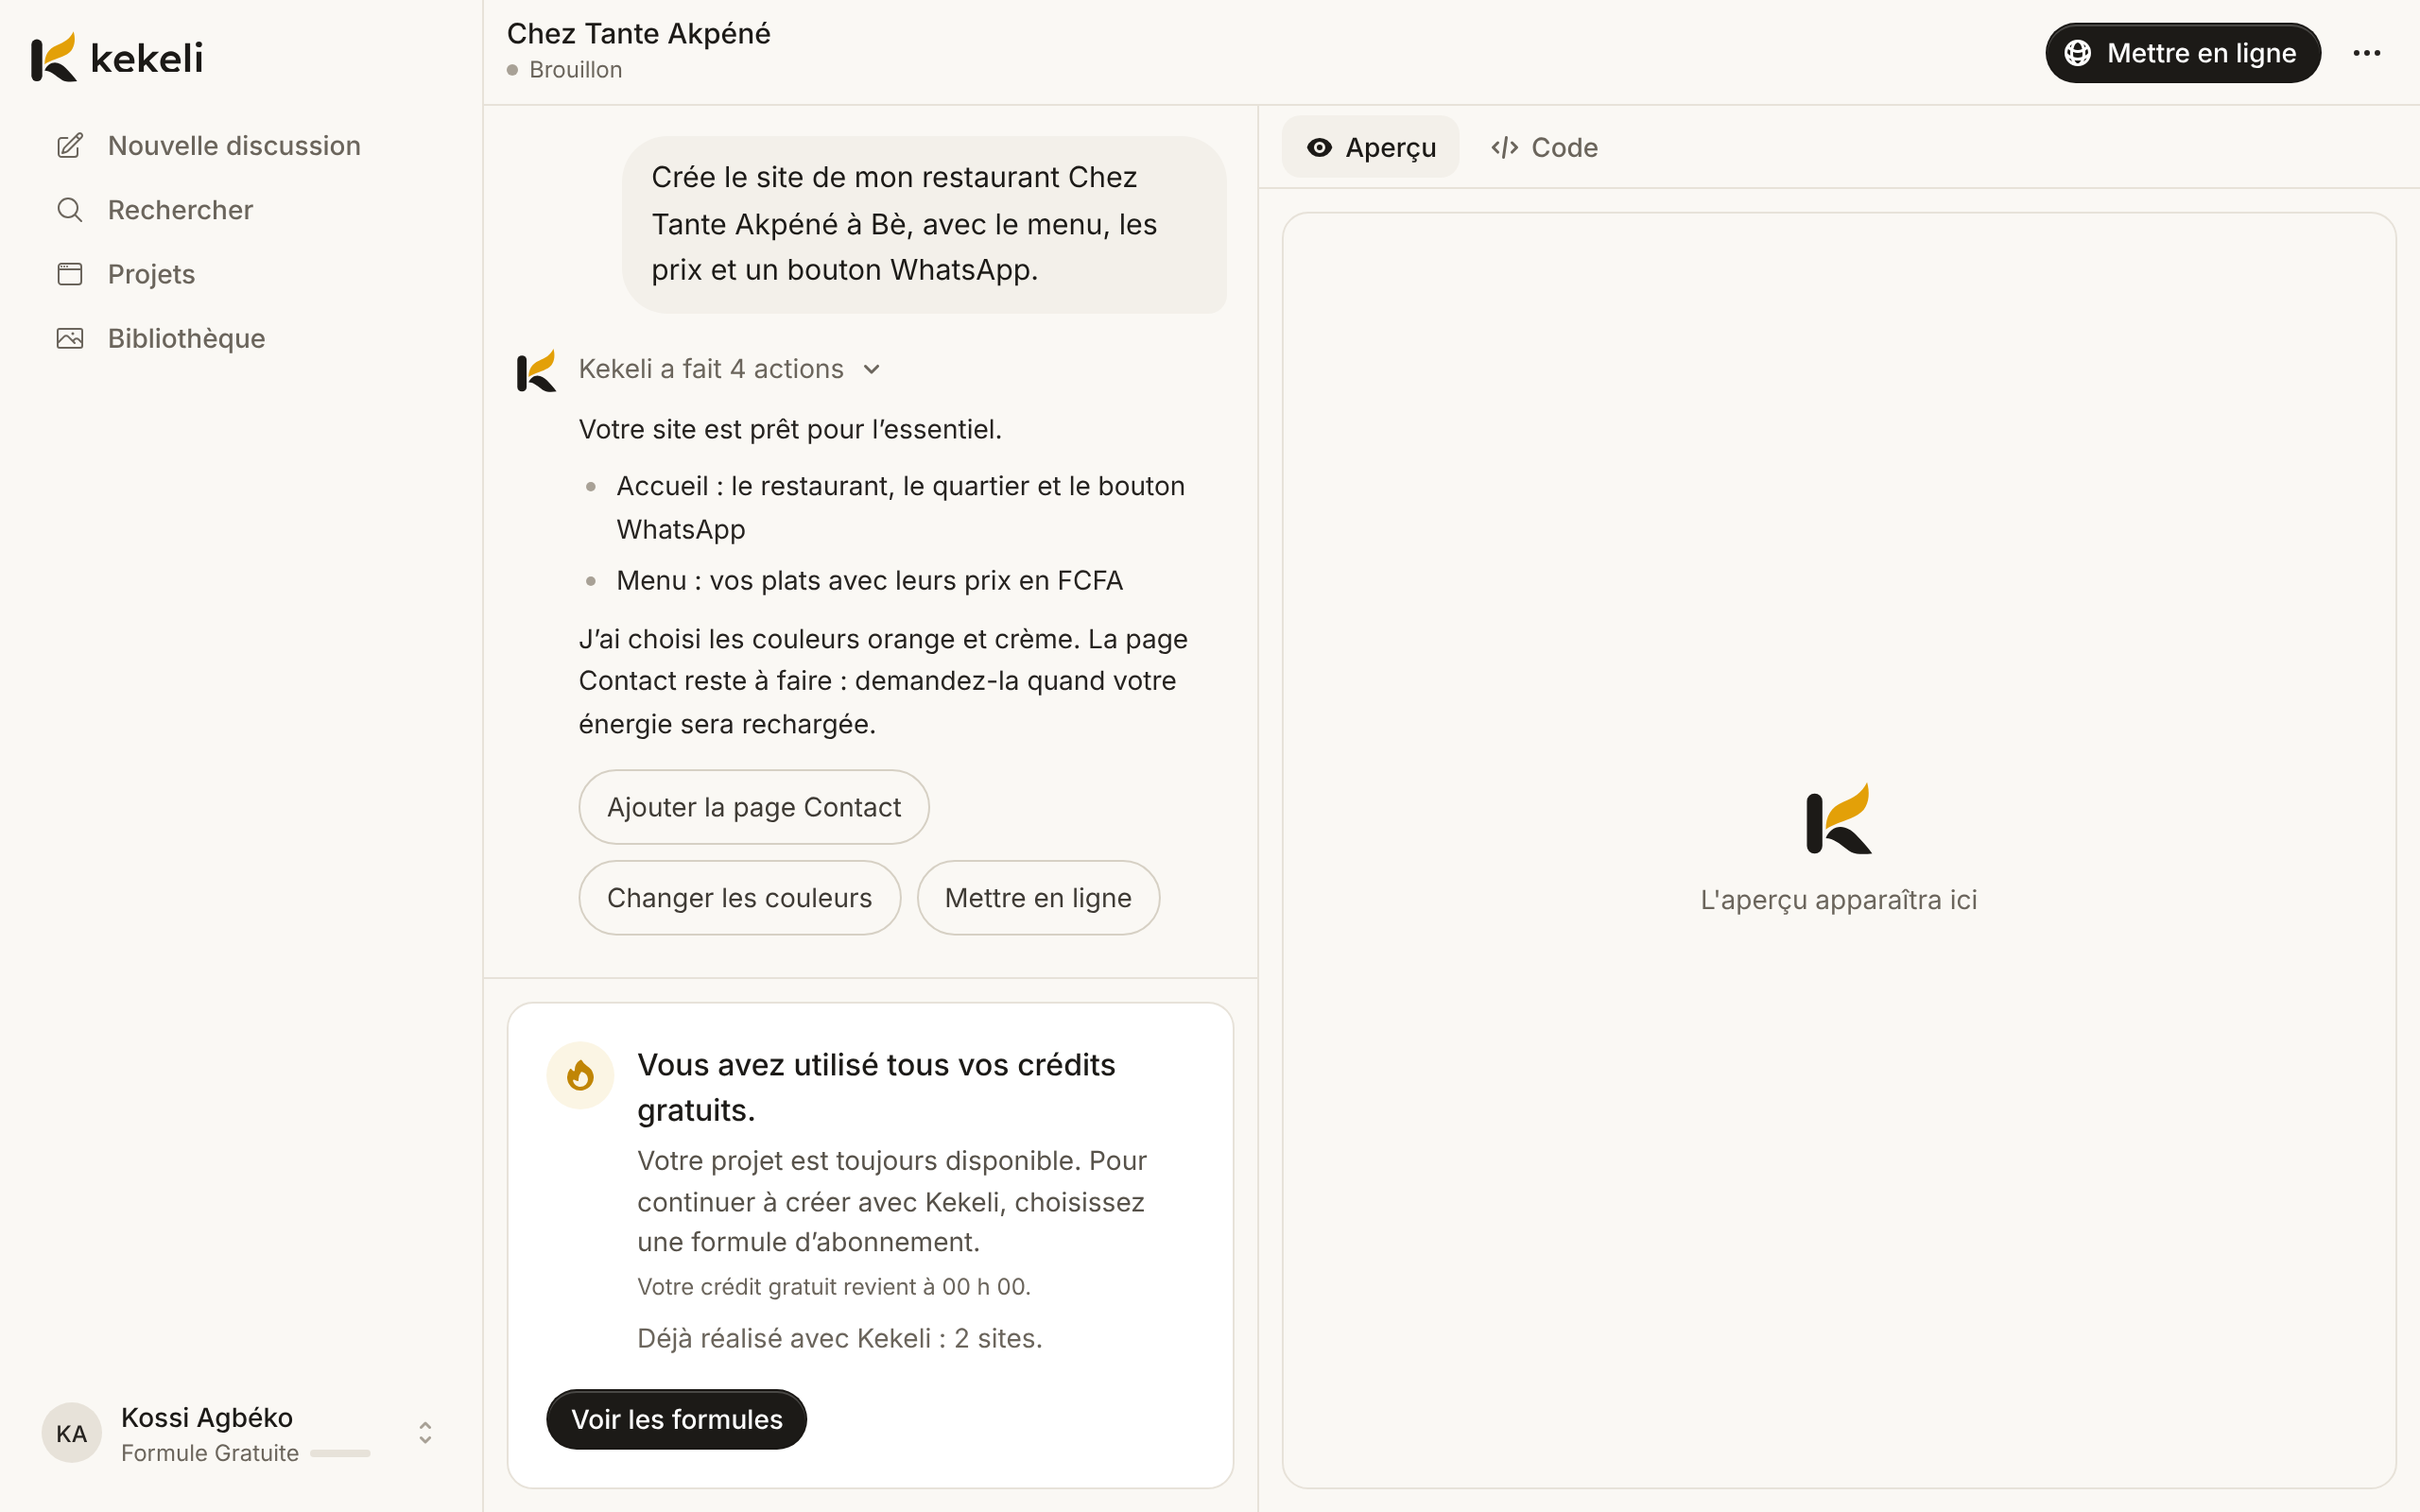 kekeli
Nouvelle discussion
Rechercher
Projets
Bibliothèque
KA
Kossi Agbéko
Formule Gratuite
Chez Tante Akpéné
Brouillon
Mettre en ligne
Crée le site de mon restaurant Chez
Tante Akpéné à Bè, avec le menu, les
prix et un bouton WhatsApp.
Kekeli a fait 4 actions
Votre site est prêt pour l’essentiel.
Accueil : le restaurant, le quartier et le bouton
WhatsApp
Menu : vos plats avec leurs prix en FCFA
J’ai choisi les couleurs orange et crème. La page
Contact reste à faire : demandez-la quand votre
énergie sera rechargée.
Ajouter la page Contact
Changer les couleurs
Mettre en ligne
Vous avez utilisé tous vos crédits
gratuits.
Votre projet est toujours disponible. Pour
continuer à créer avec Kekeli, choisissez
une formule d’abonnement.
Votre crédit gratuit revient à 00 h 00.
Déjà réalisé avec Kekeli : 2 sites.
Voir les formules
Aperçu
</> Code
L'aperçu apparaîtra ici